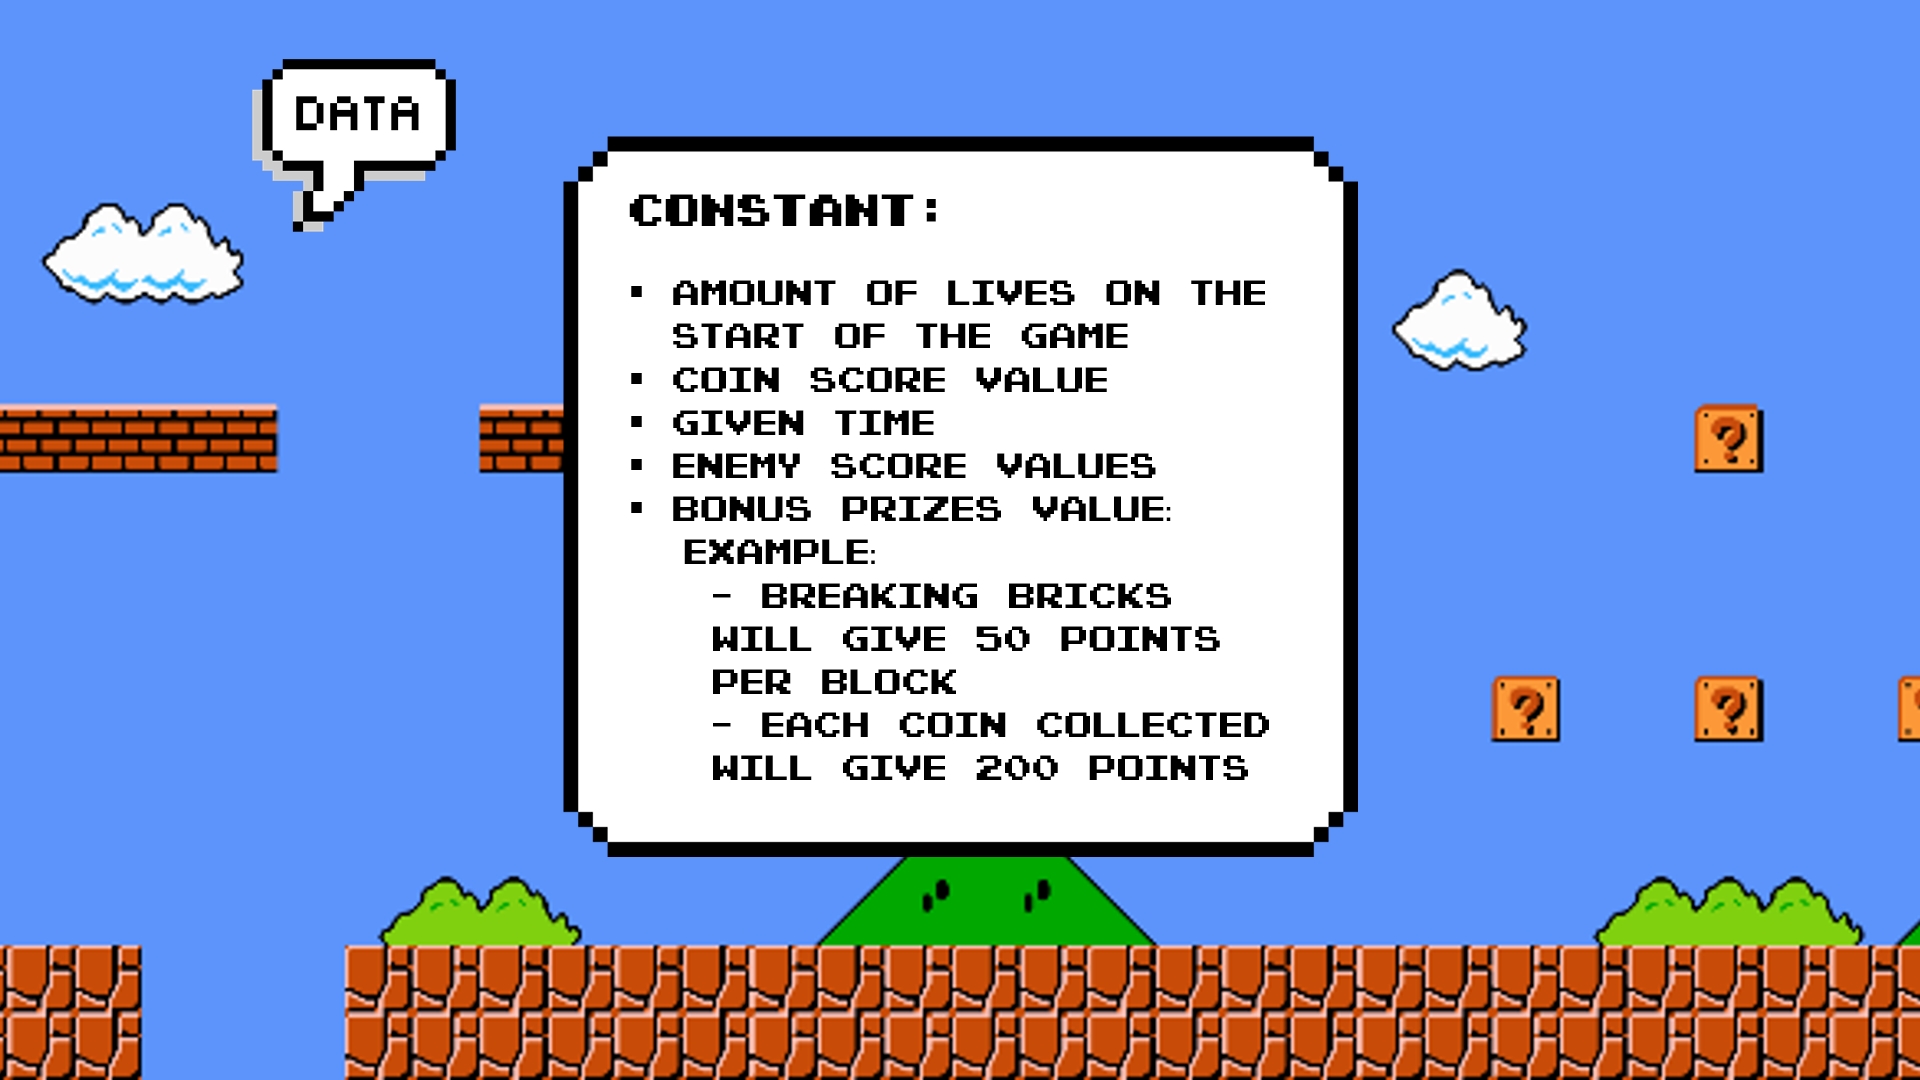 DATA
CONSTANT:
▪ AMOUNT OF LIVES ON THE
START OF THE GAME
▪ COIN SCORE VALUE
▪ GIVEN TIME
▪ ENEMY SCORE VALUES
▪ BONUS PRIZES VALUE:
EXAMPLE:
- BREAKING BRICKS
WILL GIVE 50 POINTS
PER BLOCK
- EACH COIN COLLECTED
WILL GIVE 200 POINTS
?
?
?